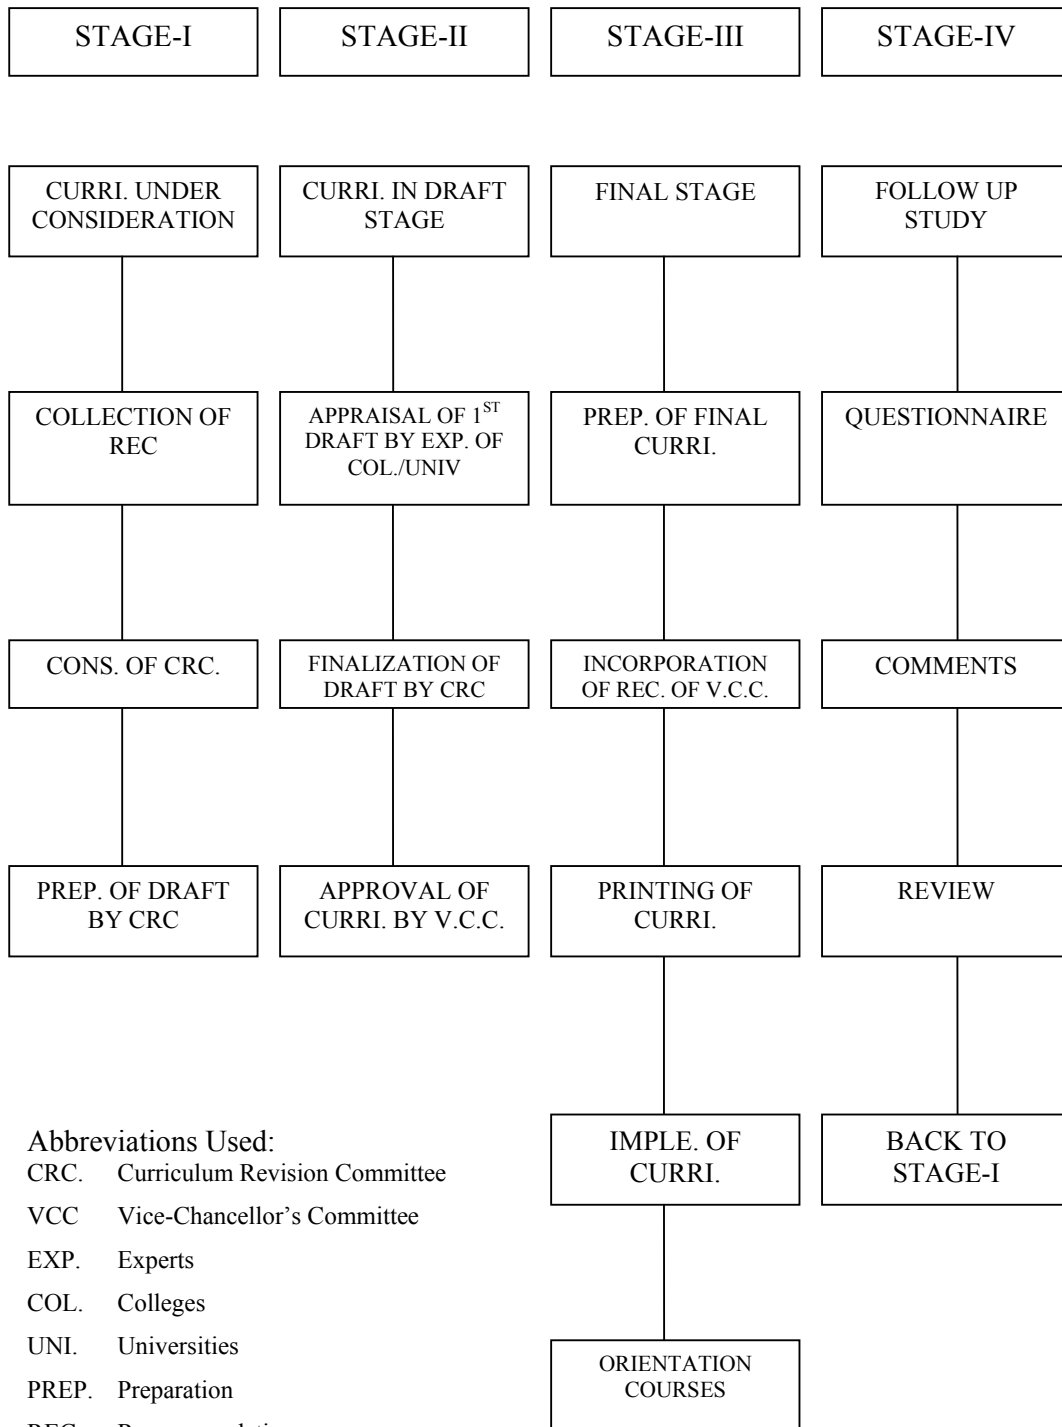 STAGE-I
STAGE-II
STAGE-III
STAGE-IV
CURRI. UNDER
CONSIDERATION
CURRI. IN DRAFT
STAGE
FINAL STAGE
FOLLOW UP
STUDY
COLLECTION OF
REC
APPRAISAL OF 1ST
DRAFT BY EXP. OF
COL./UNIV
PREP. OF FINAL
CURRI.
QUESTIONNAIRE
CONS. OF CRC.
FINALIZATION OF
DRAFT BY CRC
INCORPORATION
OF REC. OF V.C.C.
COMMENTS
PREP. OF DRAFT
BY CRC
APPROVAL OF
CURRI. BY V.C.C.
PRINTING OF
CURRI.
REVIEW
IMPLE. OF
CURRI.
BACK TO
STAGE-I
ORIENTATION
COURSES
Abbreviations Used:
CRC. Curriculum Revision Committee
VCC Vice-Chancellor's Committee
EXP. Experts
COL. Colleges
UNI. Universities
PREP. Preparation